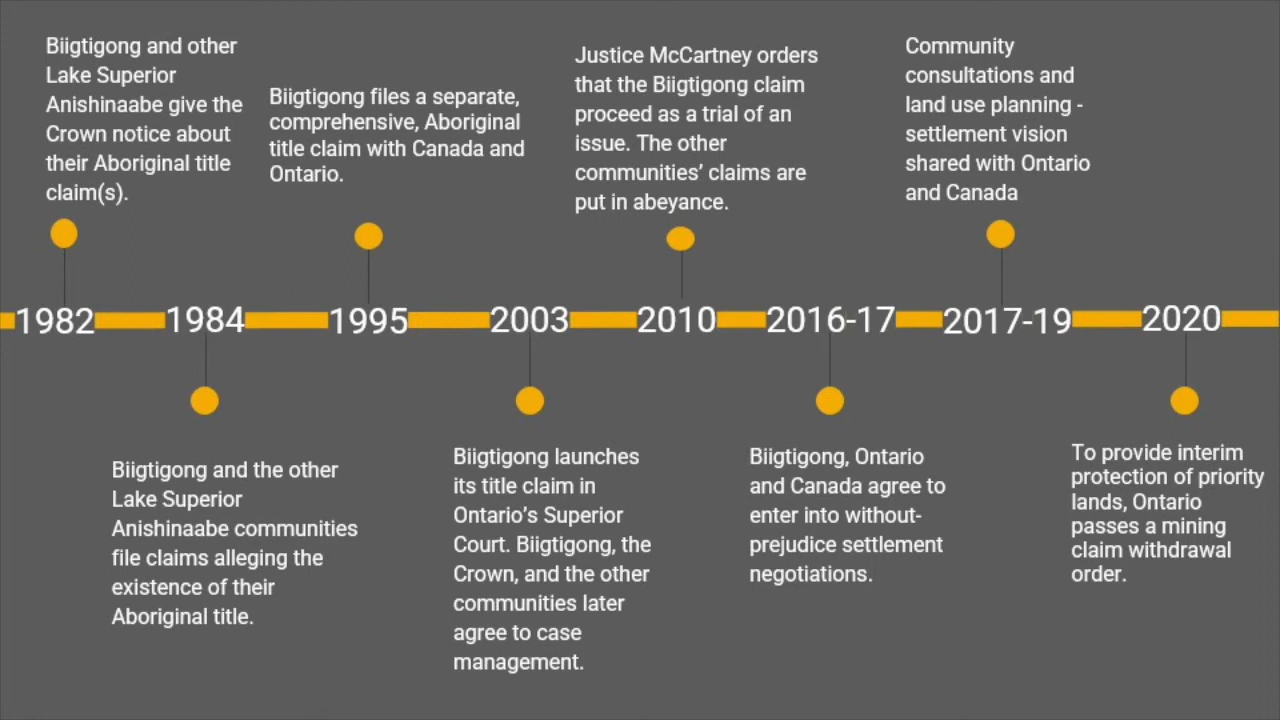 Biigtigong and other
Lake Superior
Anishinaabe give the
Crown notice about
their Aboriginal title
claim(s).
Biigtigong files a separate,
comprehensive, Aboriginal
title claim with Canada and
Ontario.
Justice McCartney orders
that the Biigtigong claim
proceed as a trial of an
issue. The other
communities’ claims are
put in abeyance.
Community
consultations and
land use planning -
settlement vision
shared with Ontario
and Canada
1982 1984 1995 2003 2010 2016-17 2017-19 2020
Biigtigong and the other
Lake Superior
Anishinaabe communities
file claims alleging the
existence of their
Aboriginal title.
Biigtigong launches
its title claim in
Ontario’s Superior
Court. Biigtigong, the
Crown, and the other
communities later
agree to case
management.
Biigtigong, Ontario
and Canada agree to
enter into without-
prejudice settlement
negotiations.
To provide interim
protection of priority
lands, Ontario
passes a mining
claim withdrawal
order.